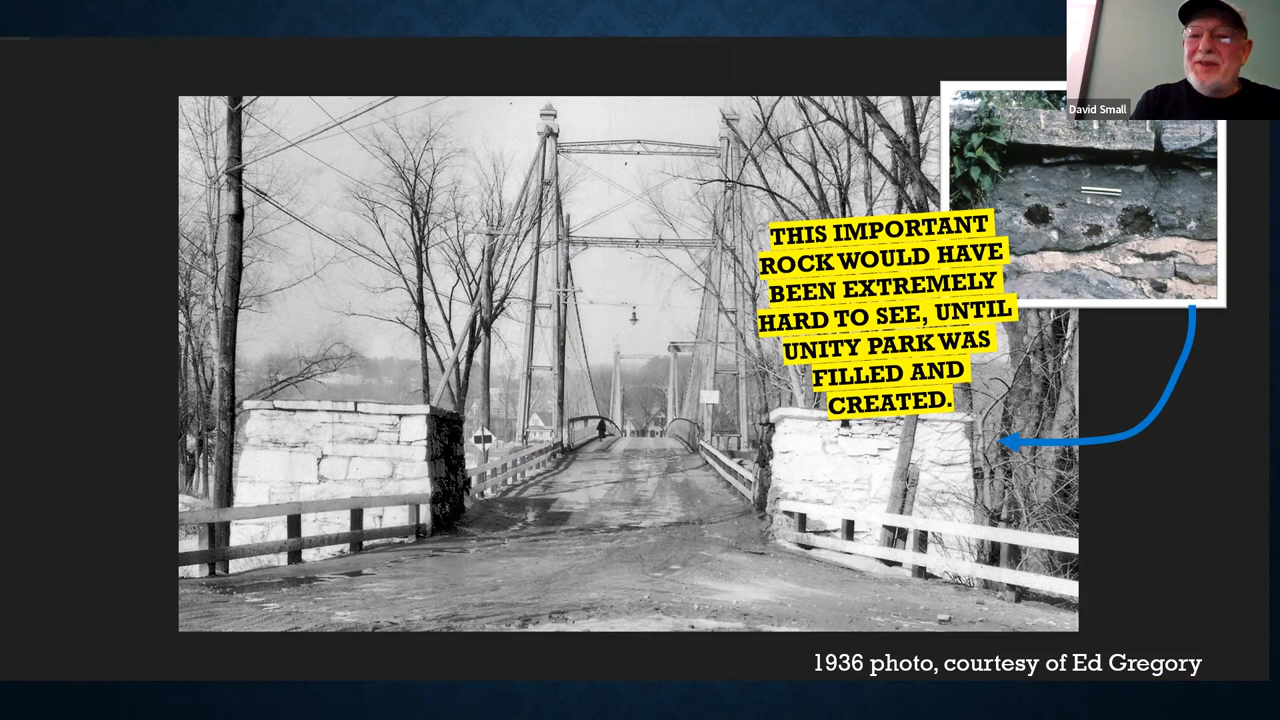 David Small
THIS IMPORTANT
ROCK WOULD HAVE
BEEN EXTREMELY
HARD TO SEE, UNTIL
UNITY PARK WAS
FILLED AND
CREATED.
1936 photo, courtesy of Ed Gregory